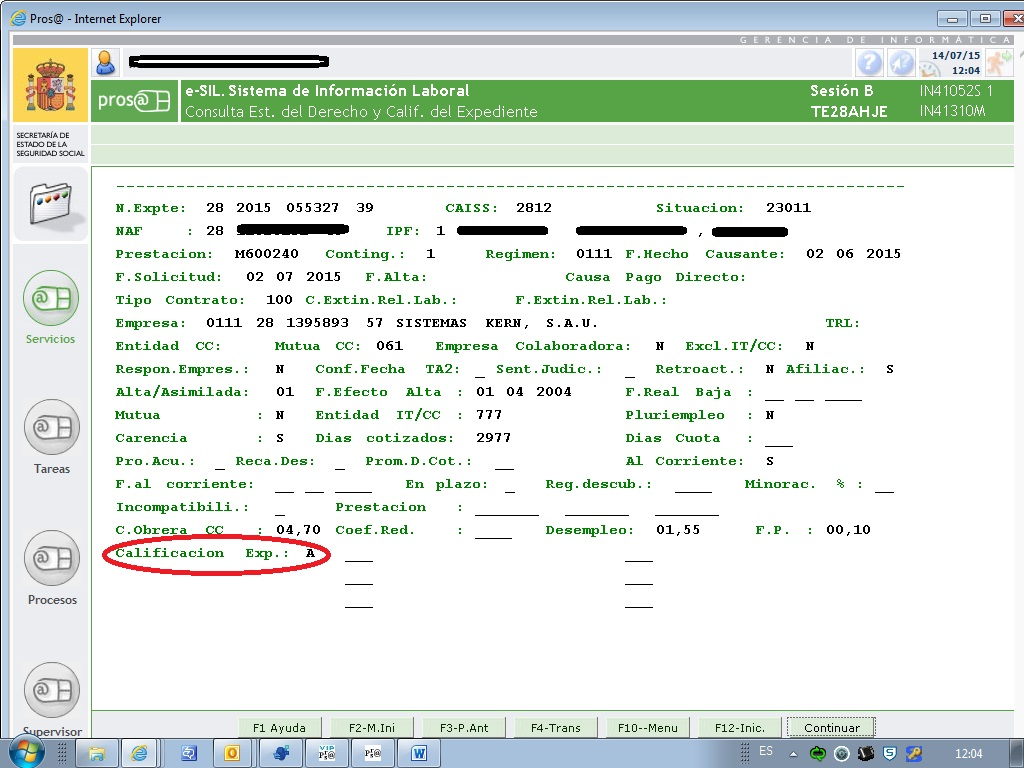 Pros@ - Internet Explorer
GERENCIA DE INFORMÁTICA
14/07/15
12:04
pros@
e-SIL. Sistema de Información Laboral
Sesión B
IN41052S 1
Consulta Est. del Derecho y Calif. del Expediente
TE28AHJE
IN41310M
SECRETARÍA DE
ESTADO DE LA
SEGURIDAD SOCIAL
Servicios
Tareas
Procesos
Supervisor
N.Expte: 28 2015 055327 39 CAISS: 2812 Situacion: 23011
NAF : 28 IPF: 1 ,
Prestacion: M600240 Conting.: 1 Regimen: 0111 F.Hecho Causante: 02 06 2015
F.Solicitud: 02 07 2015 F.Alta: Causa Pago Directo:
Tipo Contrato: 100 C.Extin.Rel.Lab.: F.Extin.Rel.Lab.:
Empresa: 0111 28 1395893 57 SISTEMAS KERN, S.A.U. TRL:
Entidad CC: Mutua CC: 061 Empresa Colaboradora: N Excl.IT/CC: N
Respon.Empres.: N Conf.Fecha TA2: _ Sent.Judic.: _ Retroact.: N Afiliac.: S
Alta/Asimilada: 01 F.Efecto Alta : 01 04 2004 F.Real Baja : __ __ ____
Mutua : N Entidad IT/CC : 777 Pluriempleo : N
Carencia : S Dias cotizados: 2977 Dias Cuota : ___
Pro.Acu.: _ Reca.Des: _ Prom.D.Cot.: __ Al Corriente: S
F.al corriente: __ __ ____ En plazo: _ Reg.descub.: ____ Minorac. % : __
Incompatibili.: _ Prestacion : _______ _______ _______
C.Obrera CC : 04,70 Coef.Red. : ____ Desempleo: 01,55 F.P. : 00,10
Calificacion Exp.: A ___ ___
F1 Ayuda
F2-M.Ini
F3-P.Ant
F4-Trans
F10--Menu
F12-Inic.
Continuar
ES
12:04